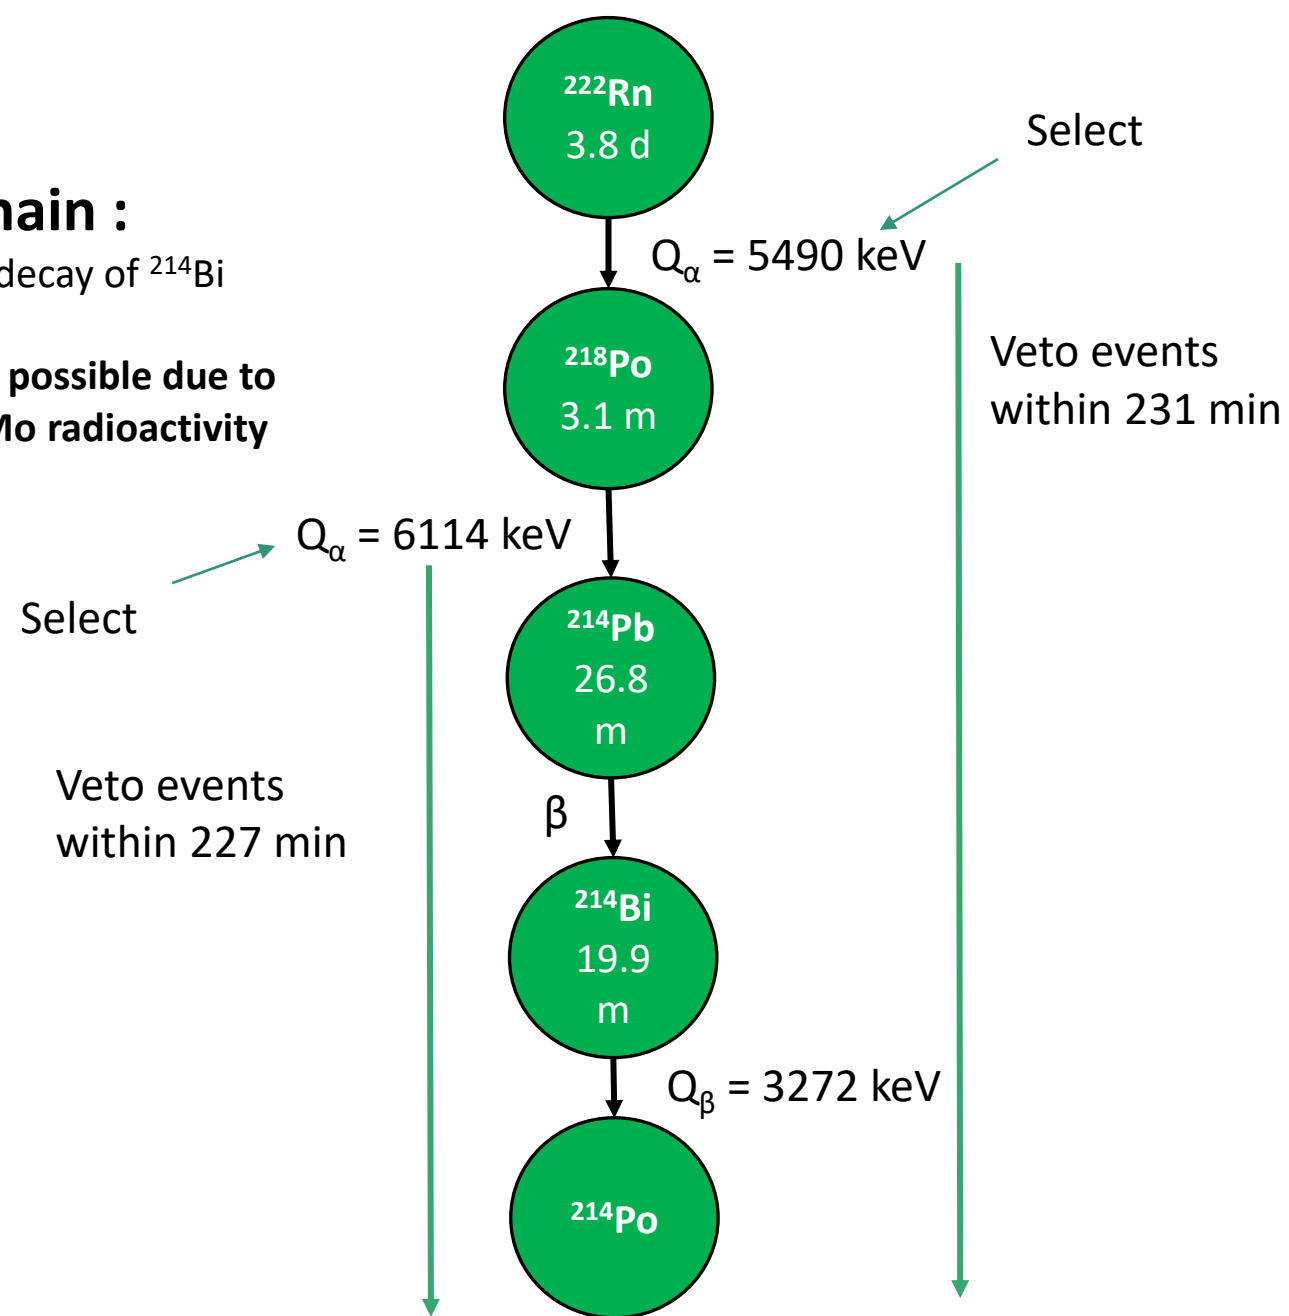 ²²²Rn
3.8 d
Select
hain :
decay of ²¹⁴Bi
Qα = 5490 keV
possible due to
Mo radioactivity
²¹⁸Po
3.1 m
Veto events
within 231 min
Qα = 6114 keV
Select
²¹⁴Pb
26.8
m
Veto events
within 227 min
β
²¹⁴Bi
19.9
m
Qᵦ = 3272 keV
²¹⁴Po